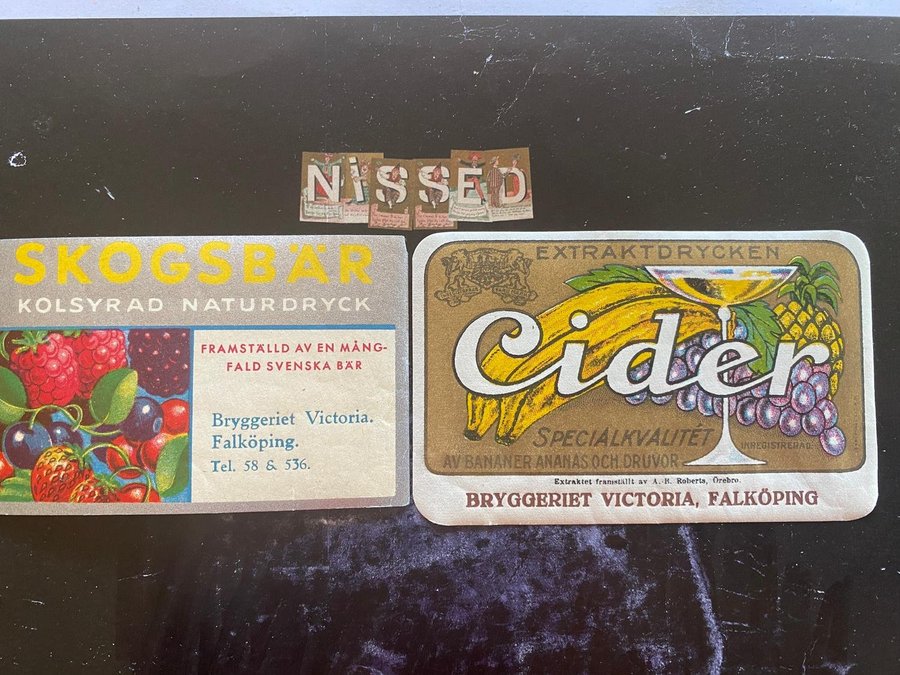 NiSSED
SKOGSBÄR
KOLSYRAD NATURDRYCK
FRAMSTÄLLD AV EN MÅNG-
FALD SVENSKA BÄR
Bryggeriet Victoria.
Falköping.
Tel. 58 & 536.
EXTRAKTDRYCKEN
Cider
SPECIALKVALITÉT
INREGISTRERAD.
AV BANANER ANANAS OCH DRUVOR
Extraktet framställt av A.-B. Roberts, Örebro.
BRYGGERIET VICTORIA, FALKÖPING